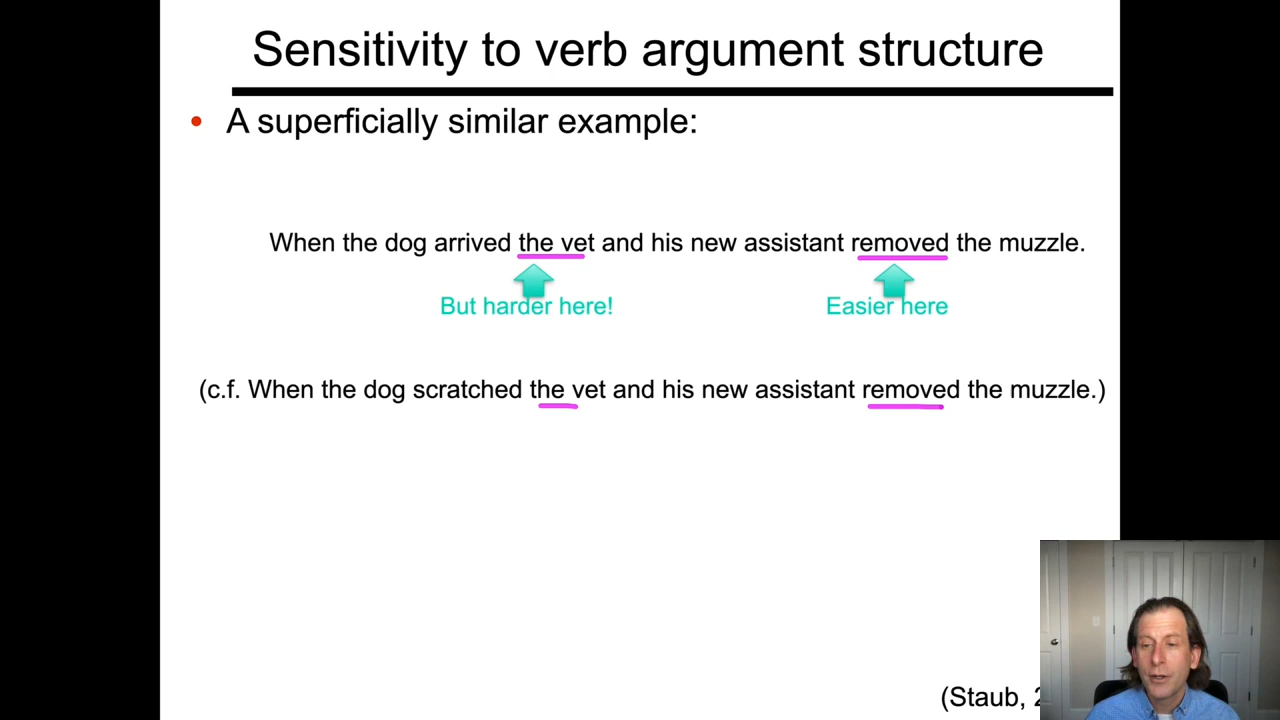 Sensitivity to verb argument structure
• A superficially similar example:
When the dog arrived the vet and his new assistant removed the muzzle.
But harder here!
Easier here
(c.f. When the dog scratched the vet and his new assistant removed the muzzle.)
(Staub,